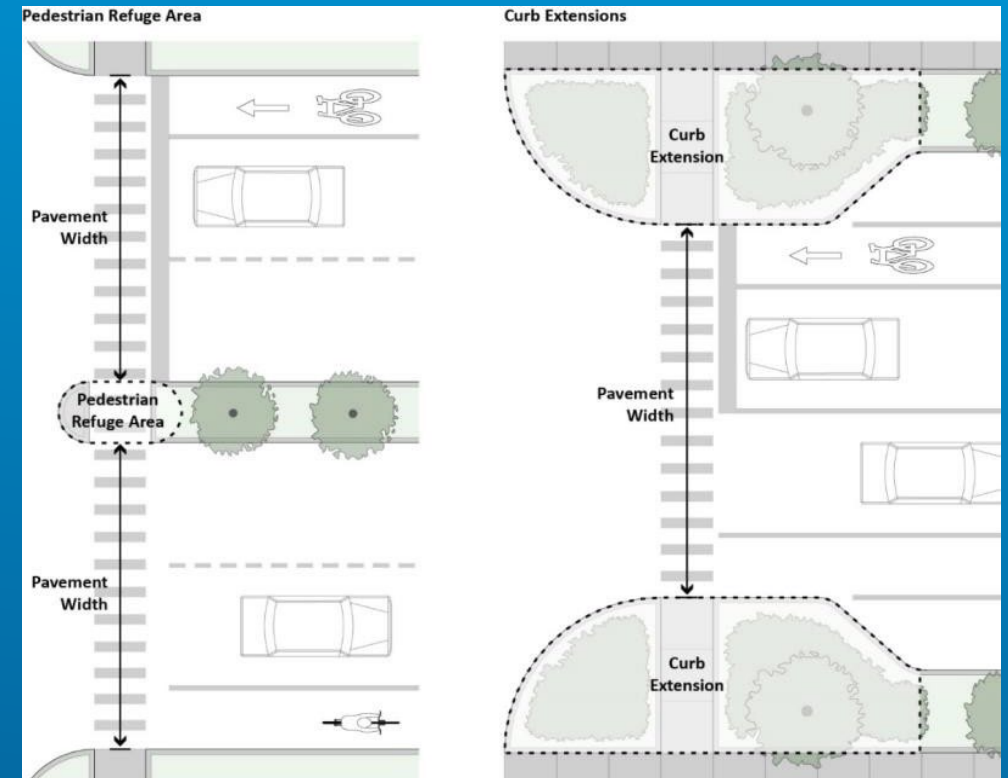 Pedestrian Refuge Area
Pavement
Width
Pedestrian
Refuge Area
Pavement
Width
Curb Extensions
Curb
Extension
Pavement
Width
Curb
Extension